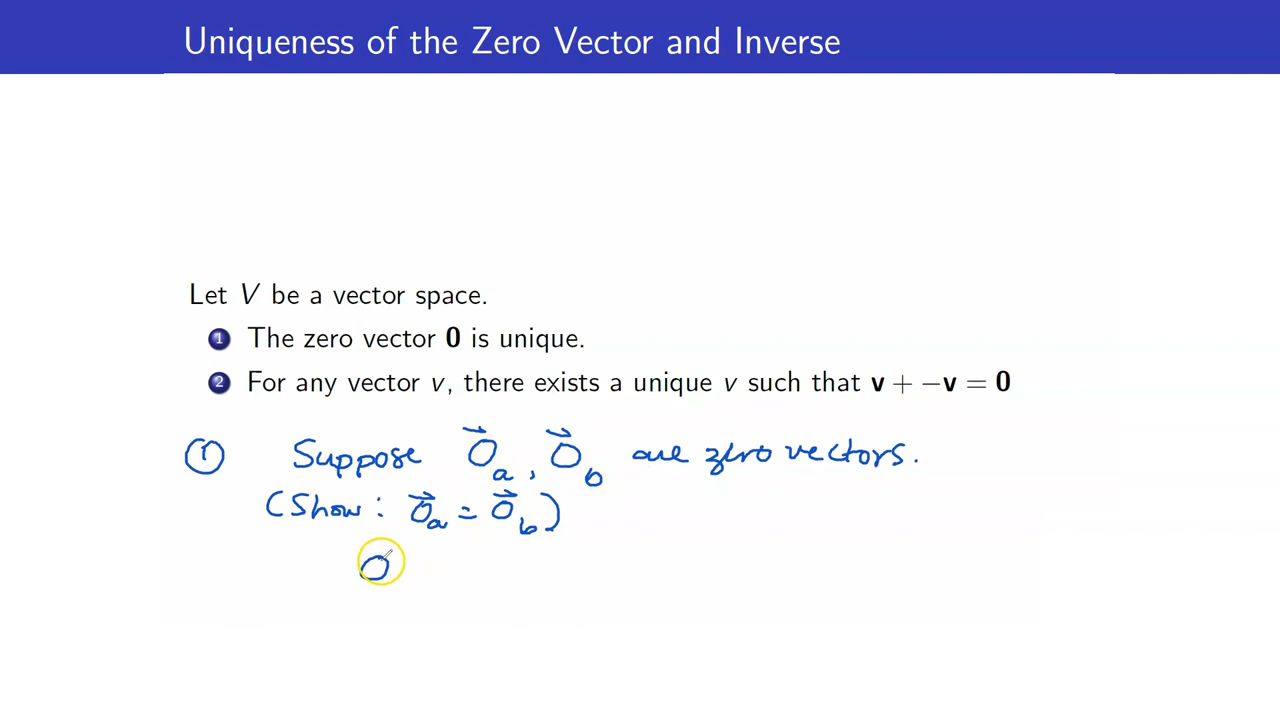 Uniqueness of the Zero Vector and Inverse
Let V be a vector space.
1 The zero vector 0 is unique.
2 For any vector v, there exists a unique v such that v + −v = 0
① Suppose 0⃗ₐ, 0⃗_b are zero vectors.
(Show: 0⃗ₐ = 0⃗_b)
0